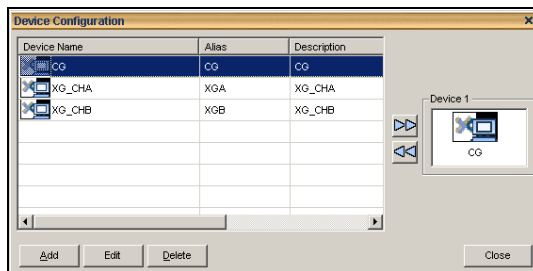 Device Configuration
Device Name Alias Description
CG CG CG
XG_CHA XGA XG_CHA
XG_CHB XGB XG_CHB
Device 1
CG
Add Edit Delete Close